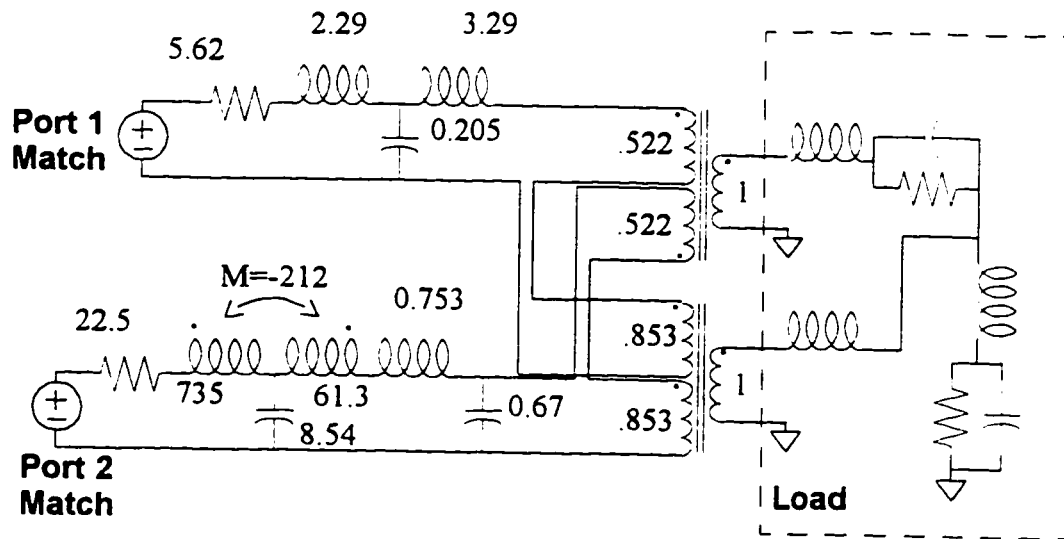 2.29
3.29
5.62
Port 1
Match
0.205
.522
1
.522
M=-212
0.753
22.5
.853
735
61.3
0.67
1
8.54
.853
Port 2
Match
Load